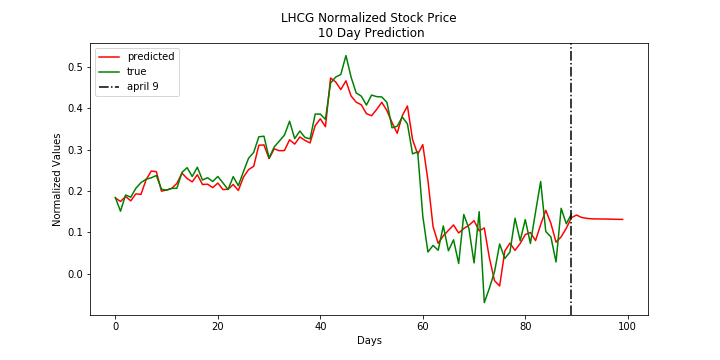 LHCG Normalized Stock Price
10 Day Prediction
predicted
true
april 9
Normalized Values
0.5
0.4
0.3
0.2
0.1
0.0
0 20 40 60 80 100
Days